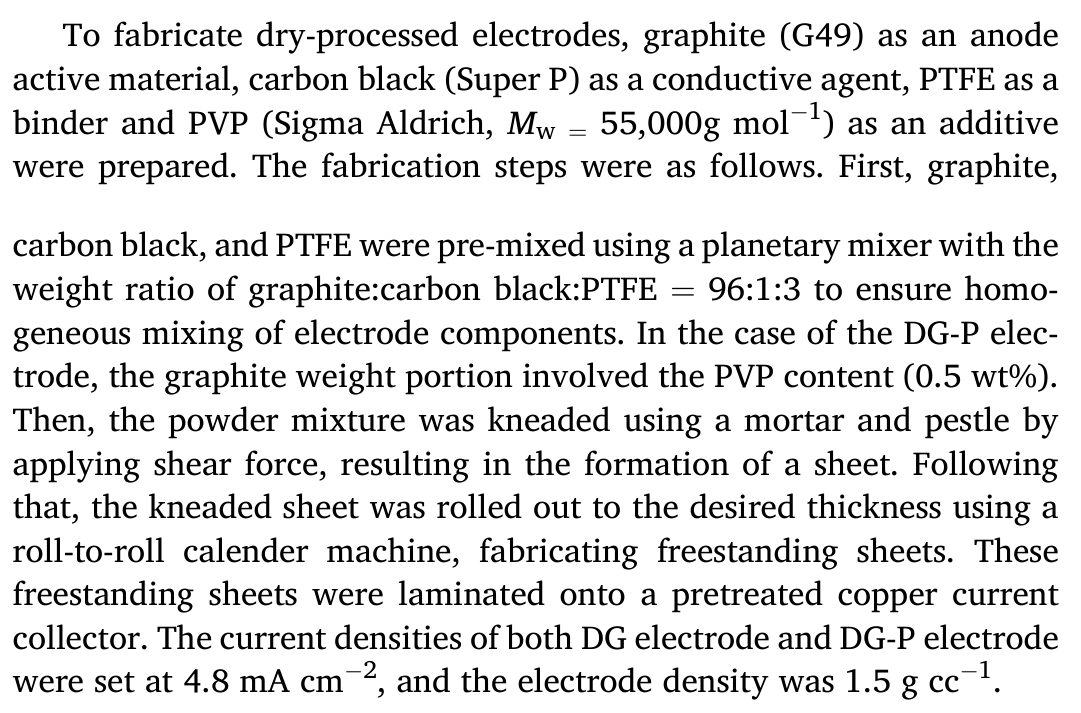 To fabricate dry-processed electrodes, graphite (G49) as an anode
active material, carbon black (Super P) as a conductive agent, PTFE as a
binder and PVP (Sigma Aldrich, Mw = 55,000g mol−1) as an additive
were prepared. The fabrication steps were as follows. First, graphite,
carbon black, and PTFE were pre-mixed using a planetary mixer with the
weight ratio of graphite:carbon black:PTFE = 96:1:3 to ensure homo-
geneous mixing of electrode components. In the case of the DG-P elec-
trode, the graphite weight portion involved the PVP content (0.5 wt%).
Then, the powder mixture was kneaded using a mortar and pestle by
applying shear force, resulting in the formation of a sheet. Following
that, the kneaded sheet was rolled out to the desired thickness using a
roll-to-roll calender machine, fabricating freestanding sheets. These
freestanding sheets were laminated onto a pretreated copper current
collector. The current densities of both DG electrode and DG-P electrode
were set at 4.8 mA cm−2, and the electrode density was 1.5 g cc−1.